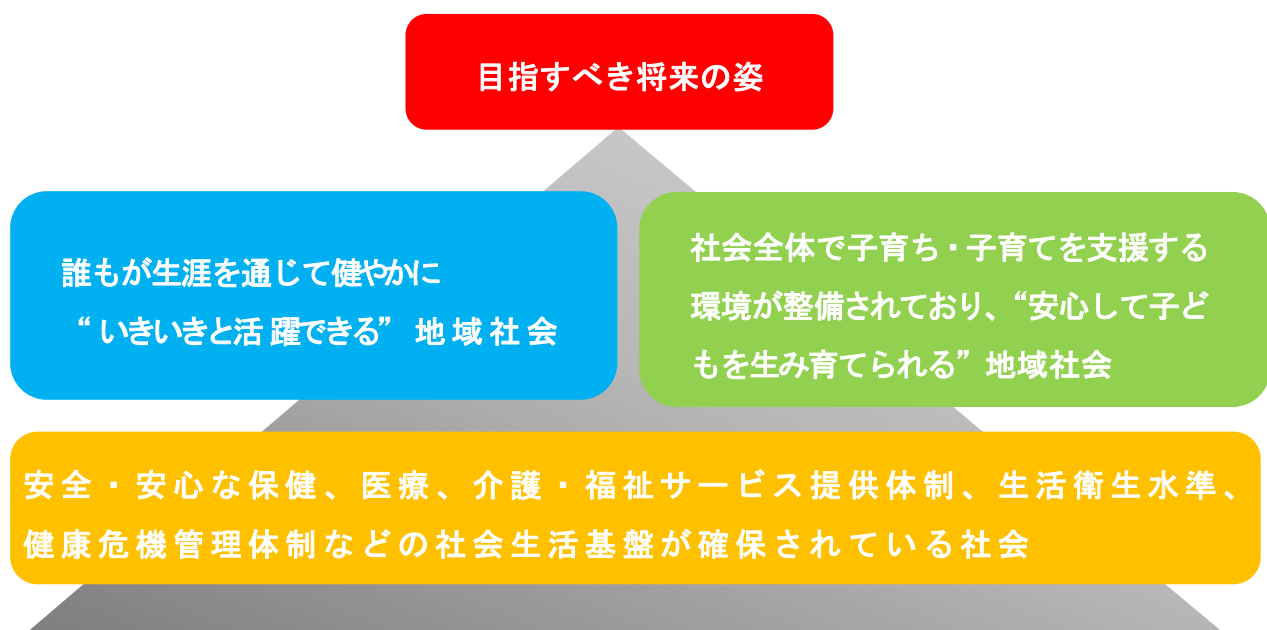 目指すべき将来の姿
誰もが生涯を通じて健やかに
“いきいきと活躍できる” 地域社会
社会全体で子育ち・子育てを支援する
環境が整備されており、“安心して子ど
もを生み育てられる”地域社会
安全・安心な保健、医療、介護・福祉サービス提供体制、生活衛生水準、
健康危機管理体制などの社会生活基盤が確保されている社会